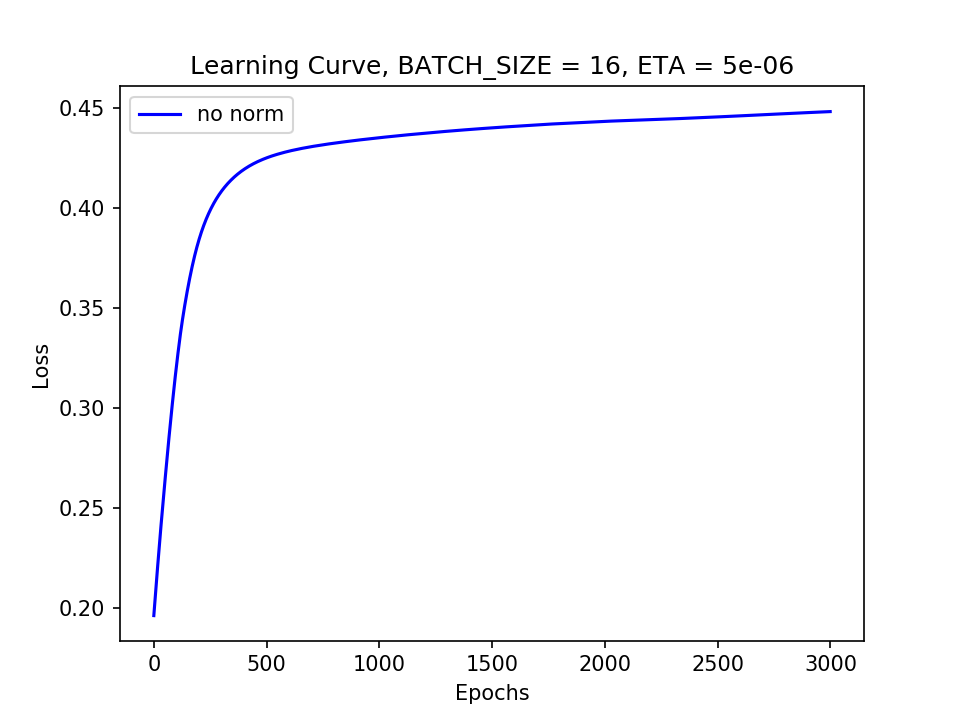 Learning Curve, BATCH_SIZE = 16, ETA = 5e-06
no norm
0.45
0.40
0.35
0.30
0.25
0.20
Loss
0 500 1000 1500 2000 2500 3000
Epochs